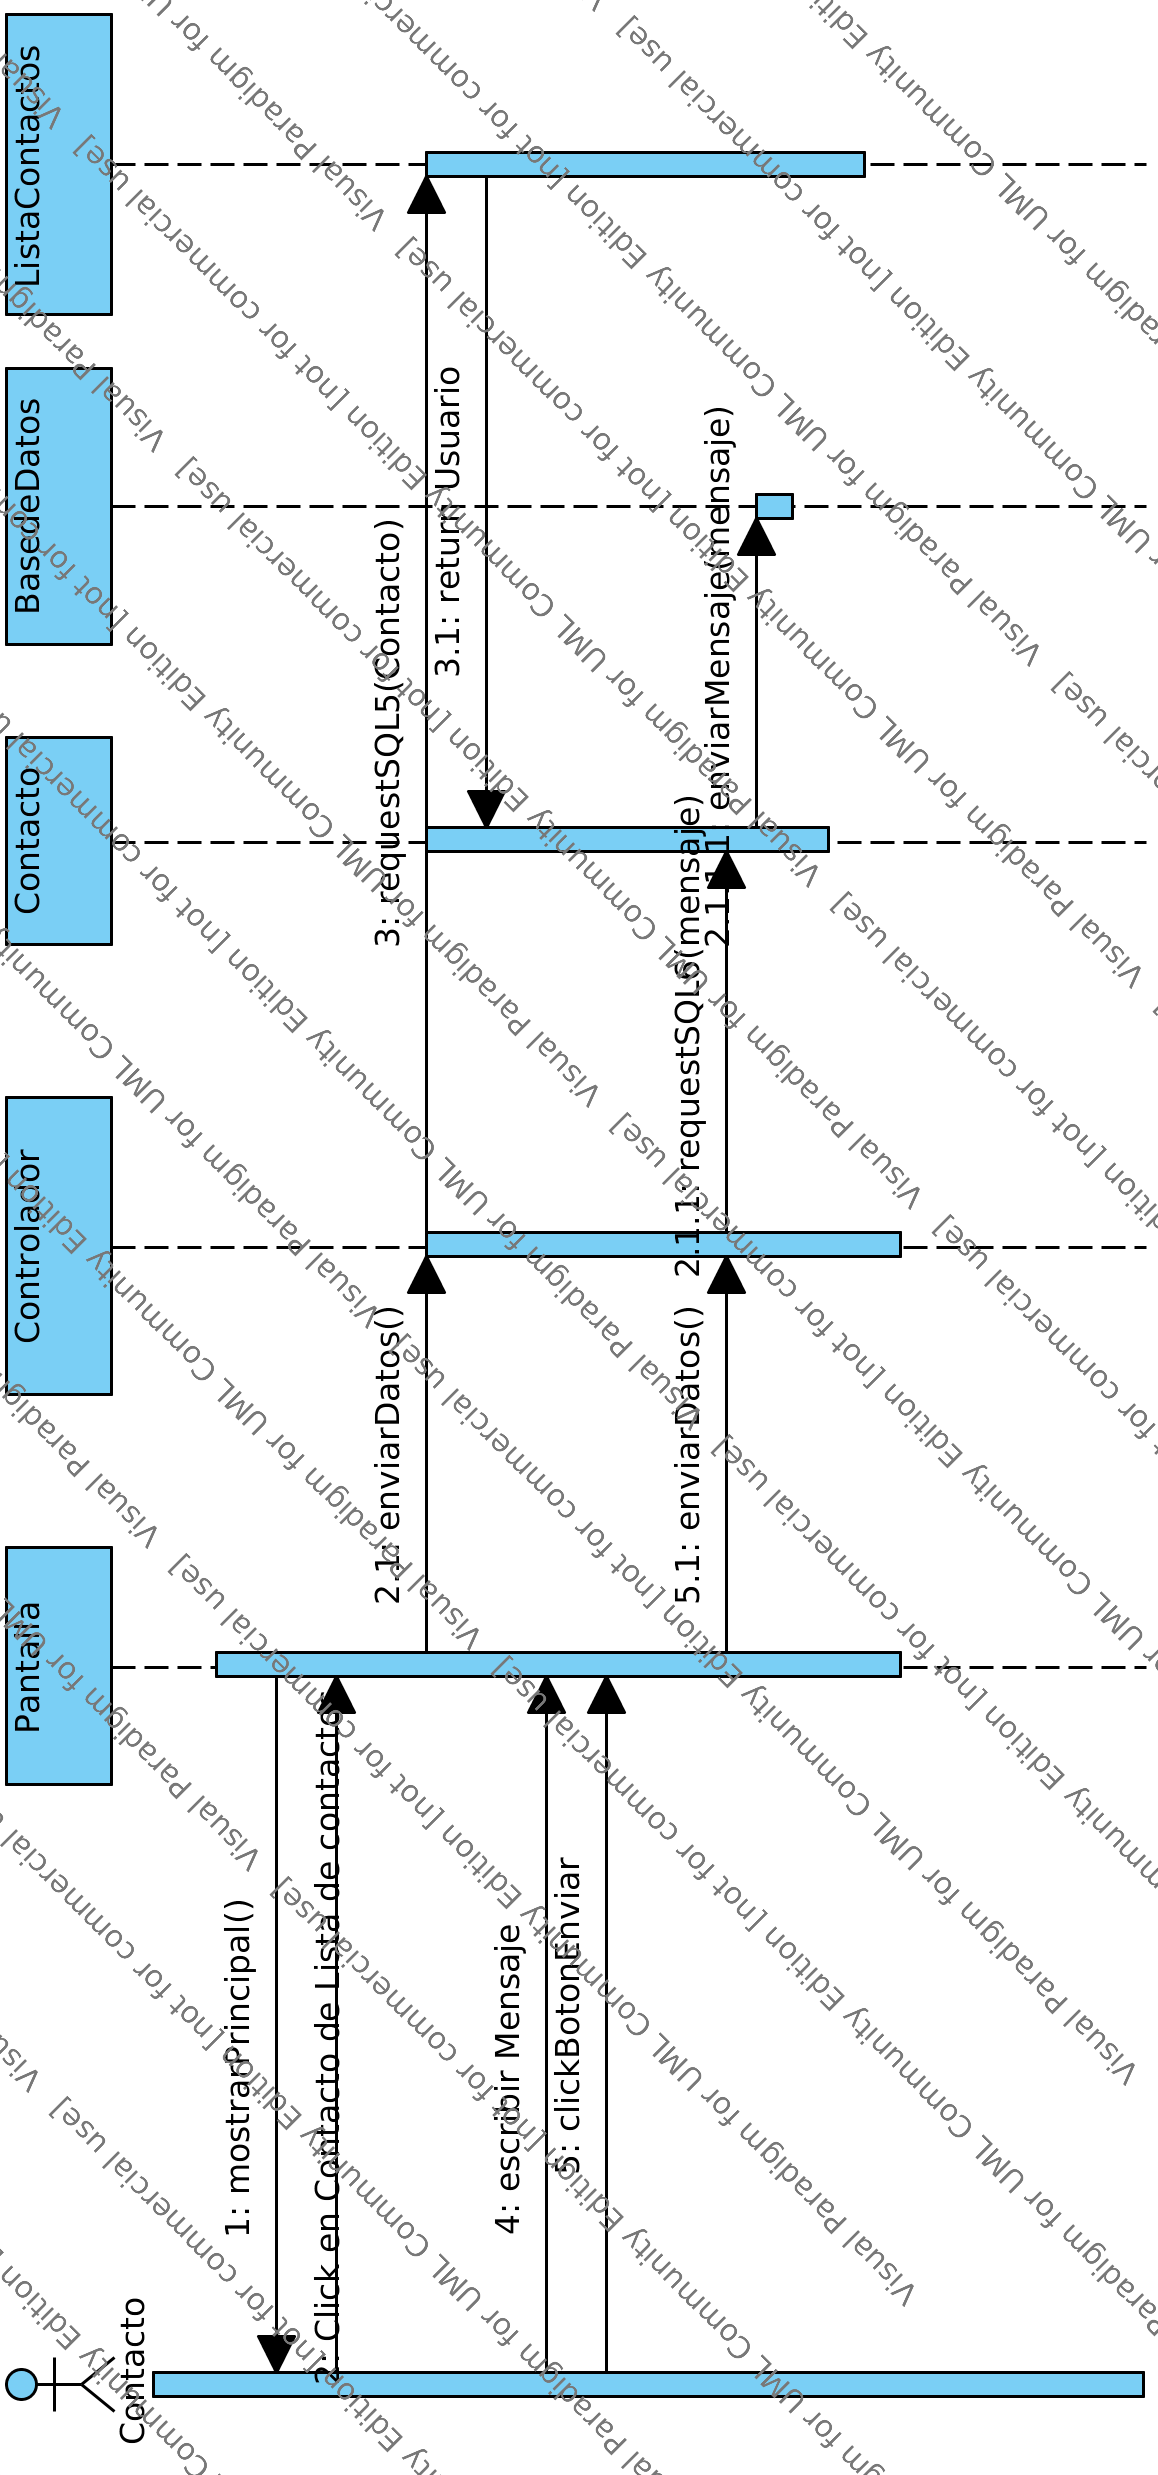 Contacto
Pantalla
Controlador
Contacto
BasedeDatos
ListaContactos
1: mostrarPrincipal()
2: Click en Contacto de Lista de contacto
2.1: enviarDatos()
3: requestSQL5(Contacto)
3.1: return Usuario
4: escribir Mensaje
5: clickBotonEnviar
5.1: enviarDatos()
2.1.1: requestSQL6(mensaje)
2.1.1.1: enviarMensaje(mensaje)
Visual Paradigm for UML Community Edition [not for commercial use]